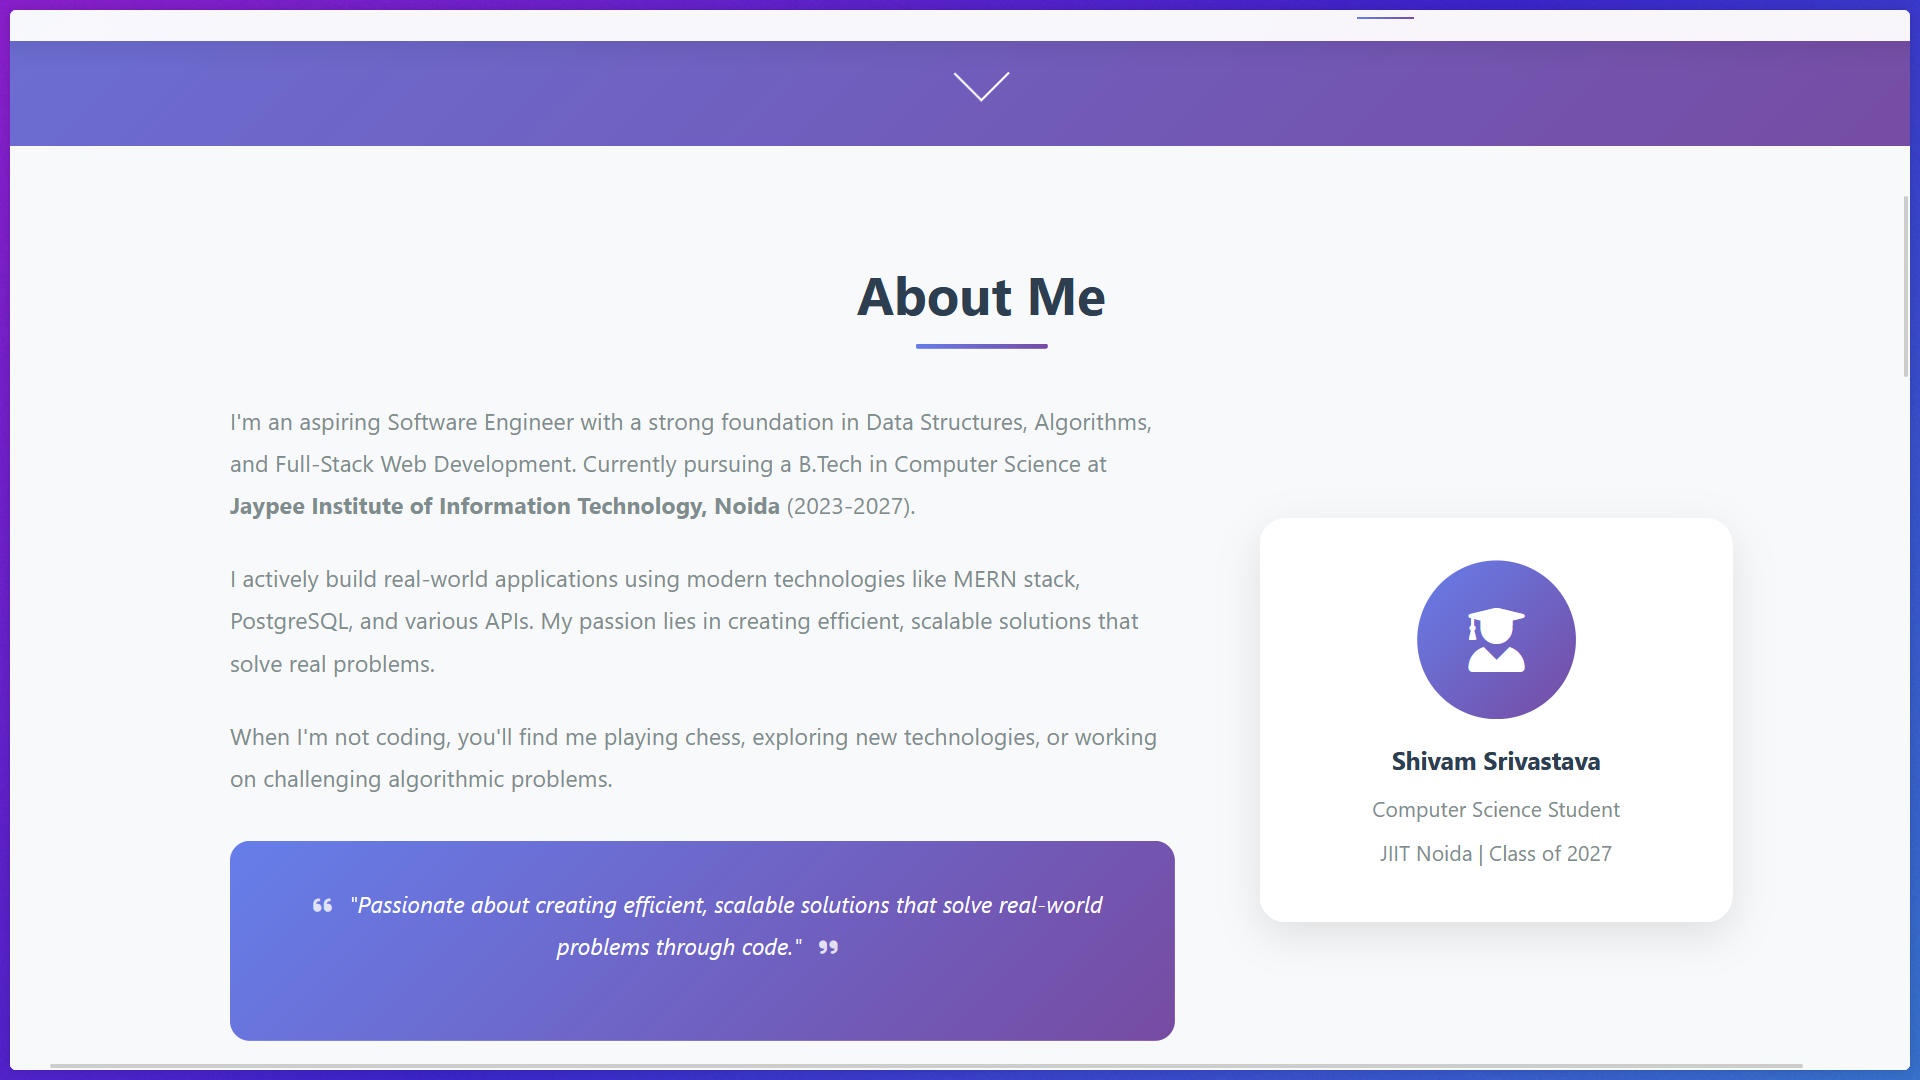 About Me
I'm an aspiring Software Engineer with a strong foundation in Data Structures, Algorithms,
and Full-Stack Web Development. Currently pursuing a B.Tech in Computer Science at
Jaypee Institute of Information Technology, Noida (2023-2027).
I actively build real-world applications using modern technologies like MERN stack,
PostgreSQL, and various APIs. My passion lies in creating efficient, scalable solutions that
solve real problems.
When I'm not coding, you'll find me playing chess, exploring new technologies, or working
on challenging algorithmic problems.
“ "Passionate about creating efficient, scalable solutions that solve real-world
problems through code." ”
Shivam Srivastava
Computer Science Student
JIIT Noida | Class of 2027